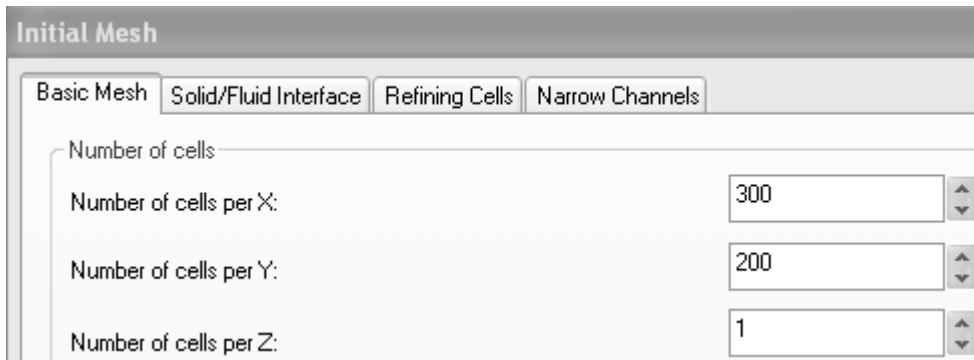 Initial Mesh
Basic Mesh Solid/Fluid Interface Refining Cells Narrow Channels
Number of cells
Number of cells per X: 300
Number of cells per Y: 200
Number of cells per Z: 1